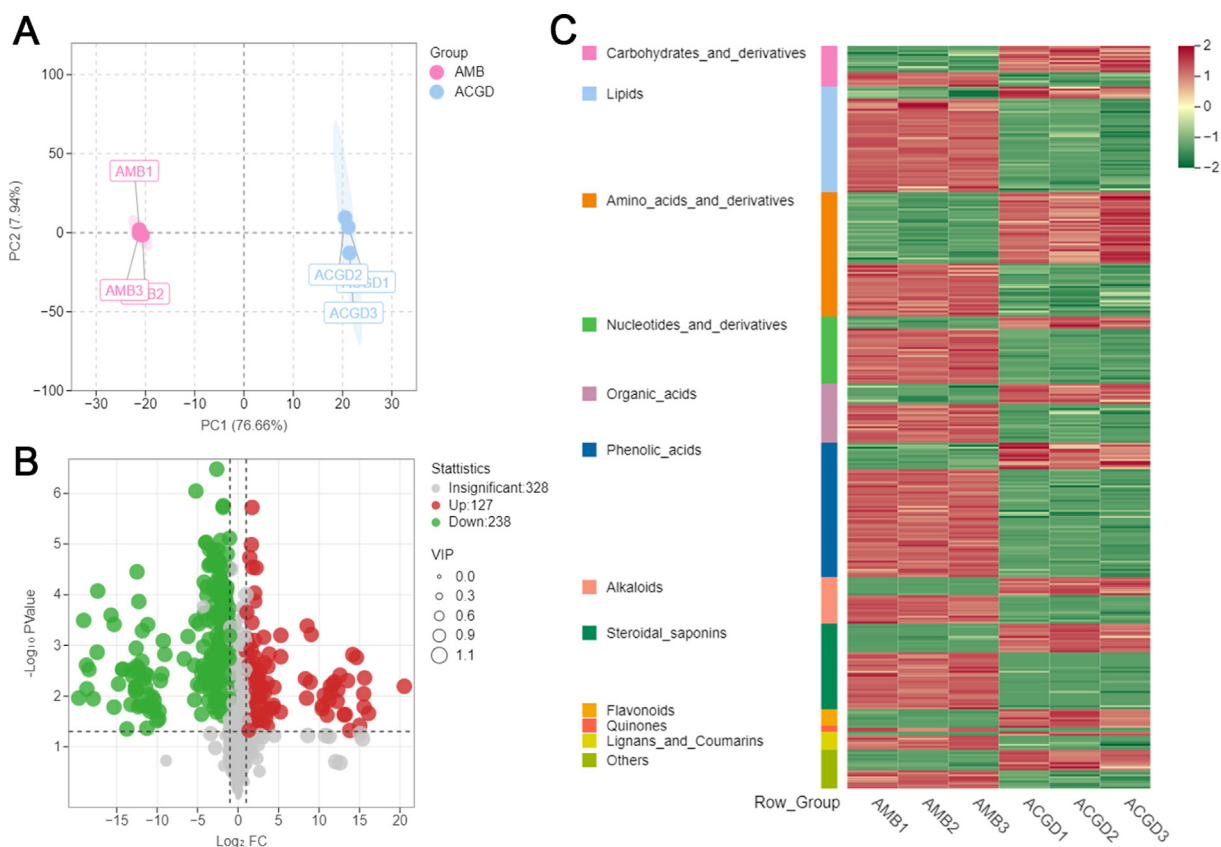 A
Group
AMB
ACGD
100
50
0
−50
−100
−30
−20
−10
0
10
20
30
PC2 (7.94%)
PC1 (76.66%)
AMB1
AMB3
ACGD2
ACGD3
B
Stattistics
Insignificant:328
Up:127
Down:238
VIP
0.0
0.3
0.6
0.9
1.1
6
5
4
3
2
1
−15
−10
−5
0
5
10
15
20
-Log₁₀ PValue
Log₂ FC
C
Carbohydrates_and_derivatives
Lipids
Amino_acids_and_derivatives
Nucleotides_and_derivatives
Organic_acids
Phenolic_acids
Alkaloids
Steroidal_saponins
Flavonoids
Quinones
Lignans_and_Coumarins
Others
Row_Group
AMB1
AMB2
AMB3
ACGD1
ACGD2
ACGD3
2
1
0
−1
−2